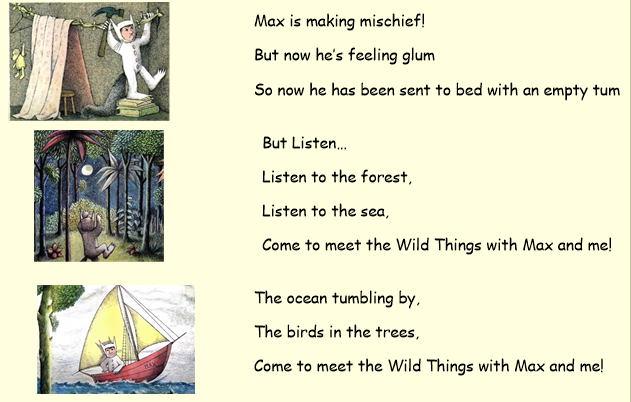 Max is making mischief!
But now he's feeling glum
So now he has been sent to bed with an empty tum
But Listen...
Listen to the forest,
Listen to the sea,
Come to meet the Wild Things with Max and me!
The ocean tumbling by,
The birds in the trees,
Come to meet the Wild Things with Max and me!
MAX